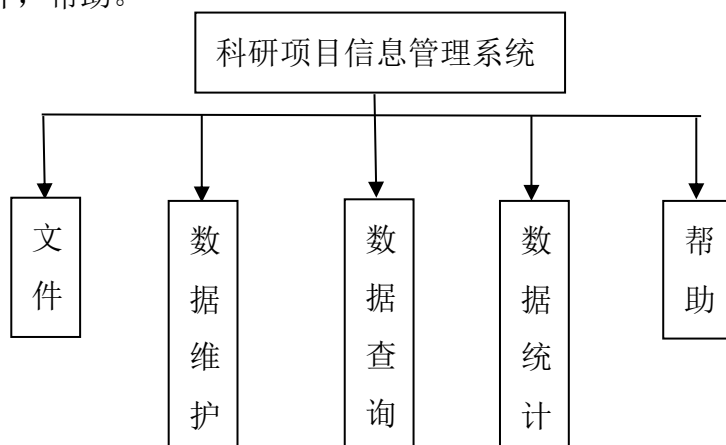 帮助。
科研项目信息管理系统
文件
数据维护
数据查询
数据统计
帮助